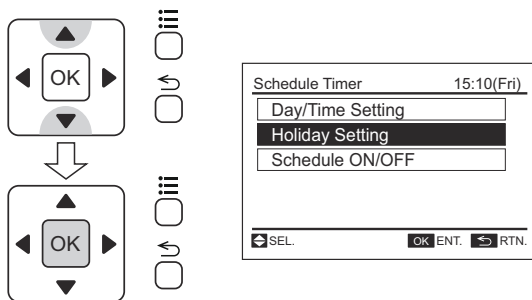 OK
OK
Schedule Timer 15:10(Fri)
Day/Time Setting
Holiday Setting
Schedule ON/OFF
SEL. OK ENT. RTN.